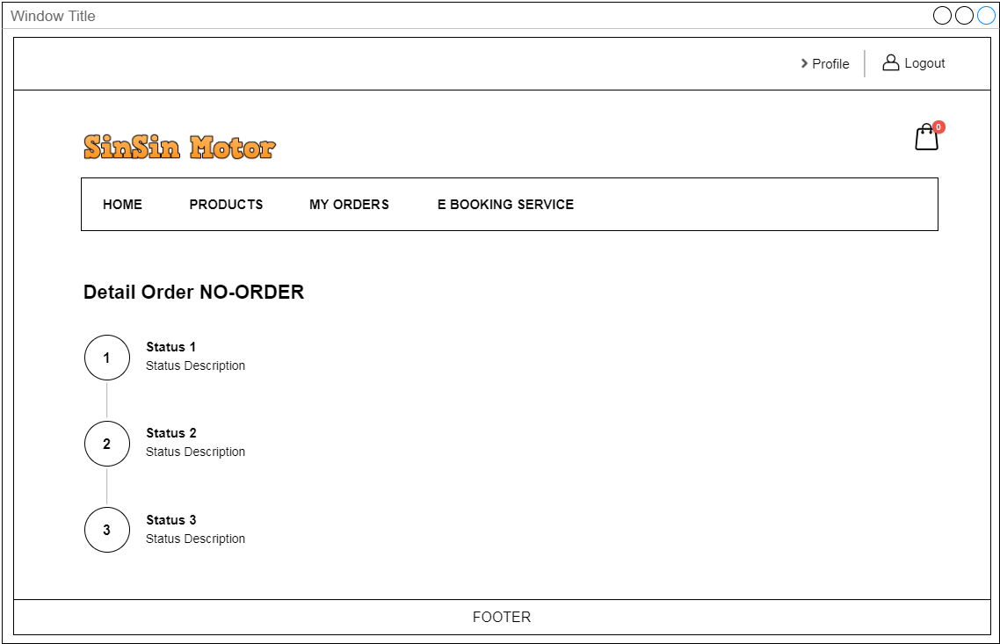 Window Title
Profile
Logout
SinSin Motor
0
HOME PRODUCTS MY ORDERS E BOOKING SERVICE
Detail Order NO-ORDER
1
Status 1
Status Description
2
Status 2
Status Description
3
Status 3
Status Description
FOOTER